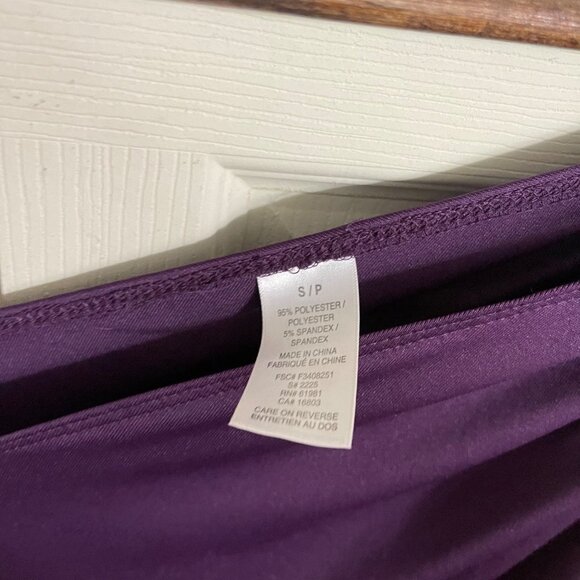 S / P
95% POLYESTER /
POLYESTER
5% SPANDEX /
SPANDEX
MADE IN CHINA
FABRIQUÉ EN CHINE
FSC# F3408251
S# 2225
RN# 61981
CA# 16803
CARE ON REVERSE
ENTRETIEN AU DOS